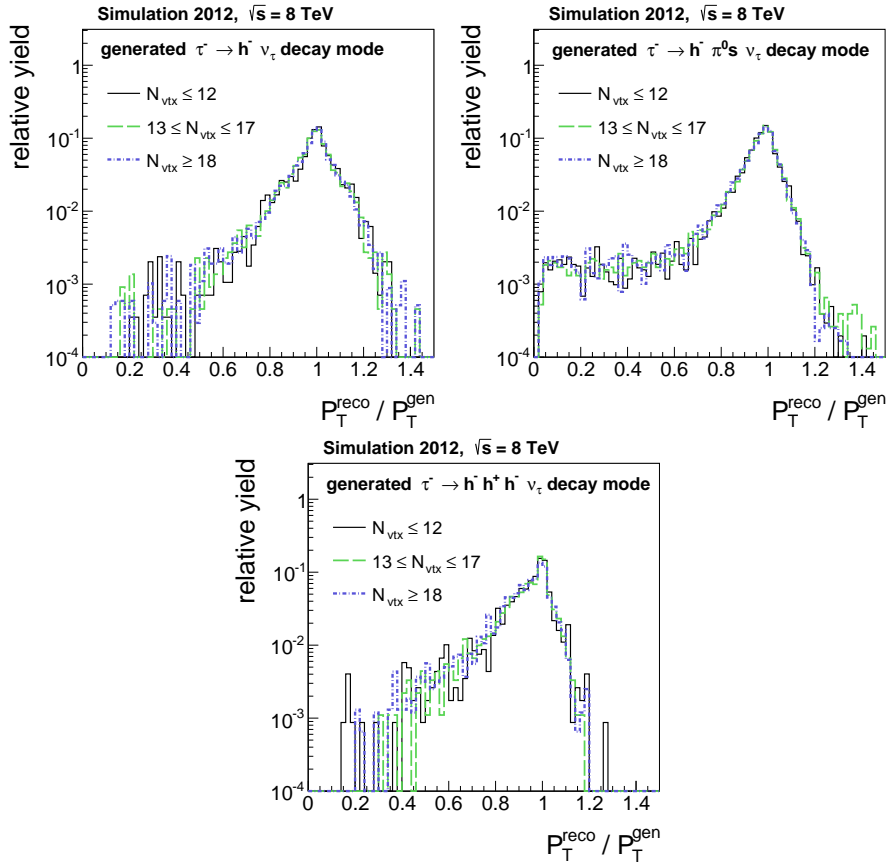 Simulation 2012, √s = 8 TeV
relative yield
generated τ⁻ → h⁻ ν_τ decay mode
N_vtx ≤ 12
13 ≤ N_vtx ≤ 17
N_vtx ≥ 18
1
10⁻¹
10⁻²
10⁻³
10⁻⁴
0 0.2 0.4 0.6 0.8 1 1.2 1.4
P_T^reco / P_T^gen
Simulation 2012, √s = 8 TeV
relative yield
generated τ⁻ → h⁻ π⁰s ν_τ decay mode
N_vtx ≤ 12
13 ≤ N_vtx ≤ 17
N_vtx ≥ 18
1
10⁻¹
10⁻²
10⁻³
10⁻⁴
0 0.2 0.4 0.6 0.8 1 1.2 1.4
P_T^reco / P_T^gen
Simulation 2012, √s = 8 TeV
relative yield
generated τ⁻ → h⁻ h⁺ h⁻ ν_τ decay mode
N_vtx ≤ 12
13 ≤ N_vtx ≤ 17
N_vtx ≥ 18
1
10⁻¹
10⁻²
10⁻³
10⁻⁴
0 0.2 0.4 0.6 0.8 1 1.2 1.4
P_T^reco / P_T^gen